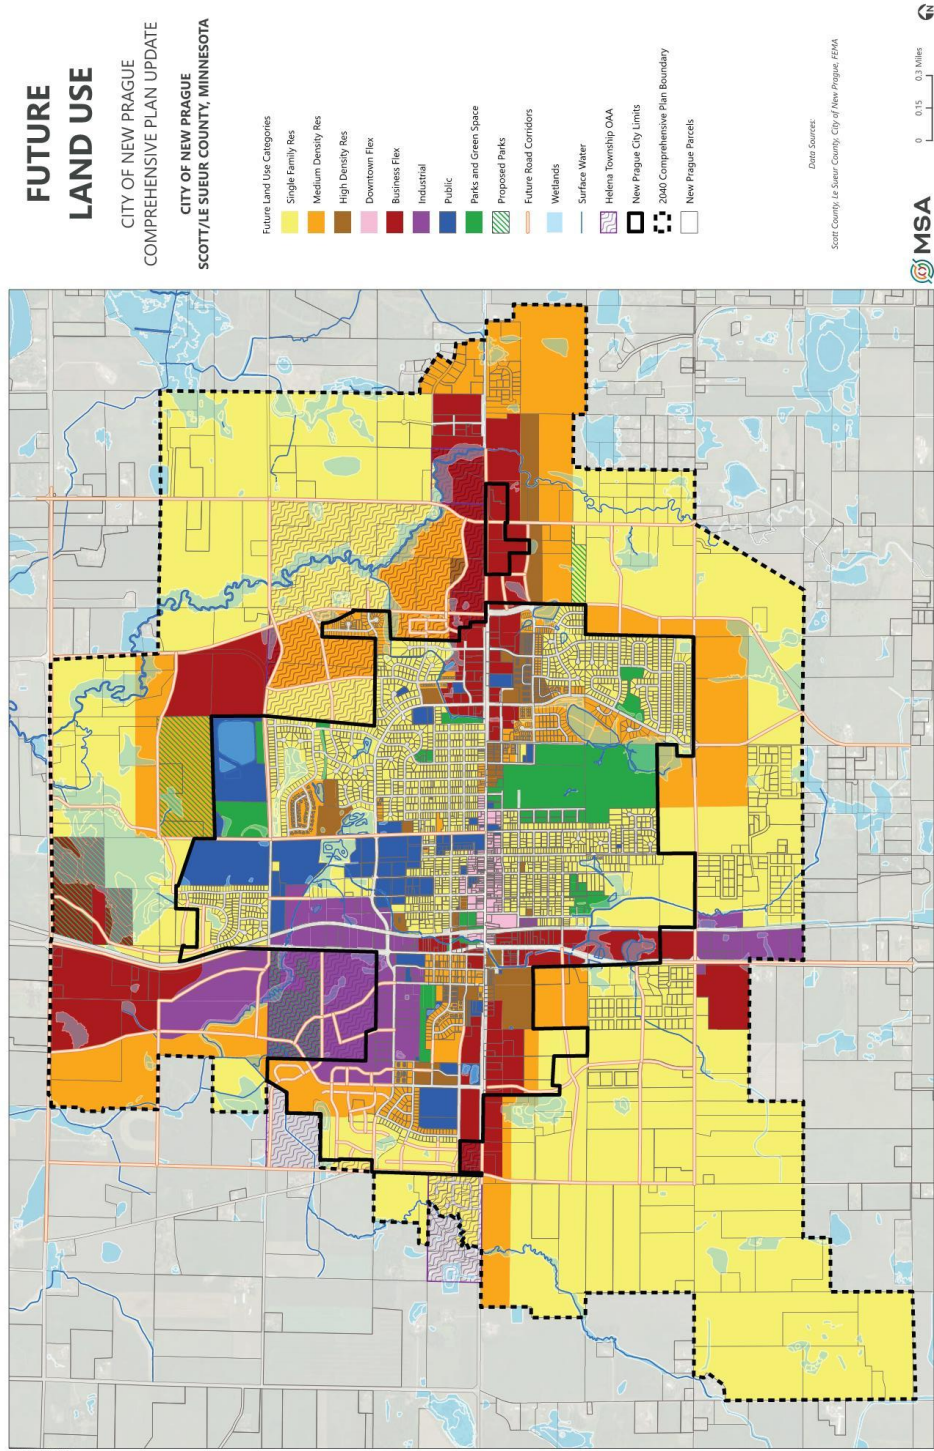 FUTURE
LAND USE
CITY OF NEW PRAGUE
COMPREHENSIVE PLAN UPDATE
CITY OF NEW PRAGUE
SCOTT/LE SUEUR COUNTY, MINNESOTA
Future Land Use Categories
Single Family Res
Medium Density Res
High Density Res
Downtown Flex
Business Flex
Industrial
Public
Parks and Green Space
Proposed Parks
Future Road Corridors
Wetlands
Surface Water
Helena Township OAA
New Prague City Limits
2040 Comprehensive Plan Boundary
New Prague Parcels
Data Sources:
Scott County, Le Sueur County, City of New Prague, FEMA
0 0.15 0.3 Miles
N
MSA